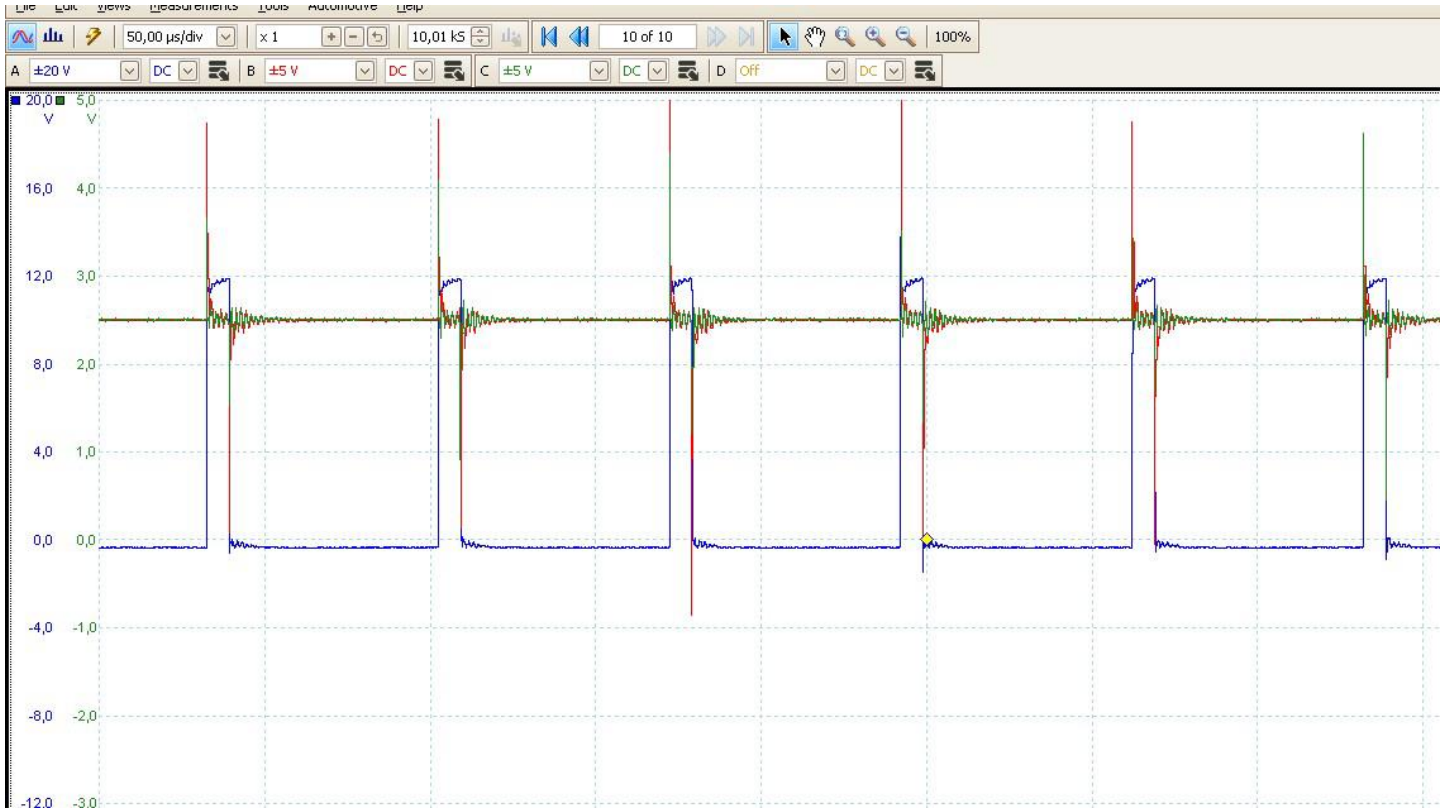 File Edit Views Measurements Tools Automotive Help
50,00 µs/div x 1 10,01 kS 10 of 10 100%
A ±20 V DC B ±5 V DC C ±5 V DC D Off DC
20,0 5,0
V V
16,0 4,0
12,0 3,0
8,0 2,0
4,0 1,0
0,0 0,0
-4,0 -1,0
-8,0 -2,0
-12,0 -3,0